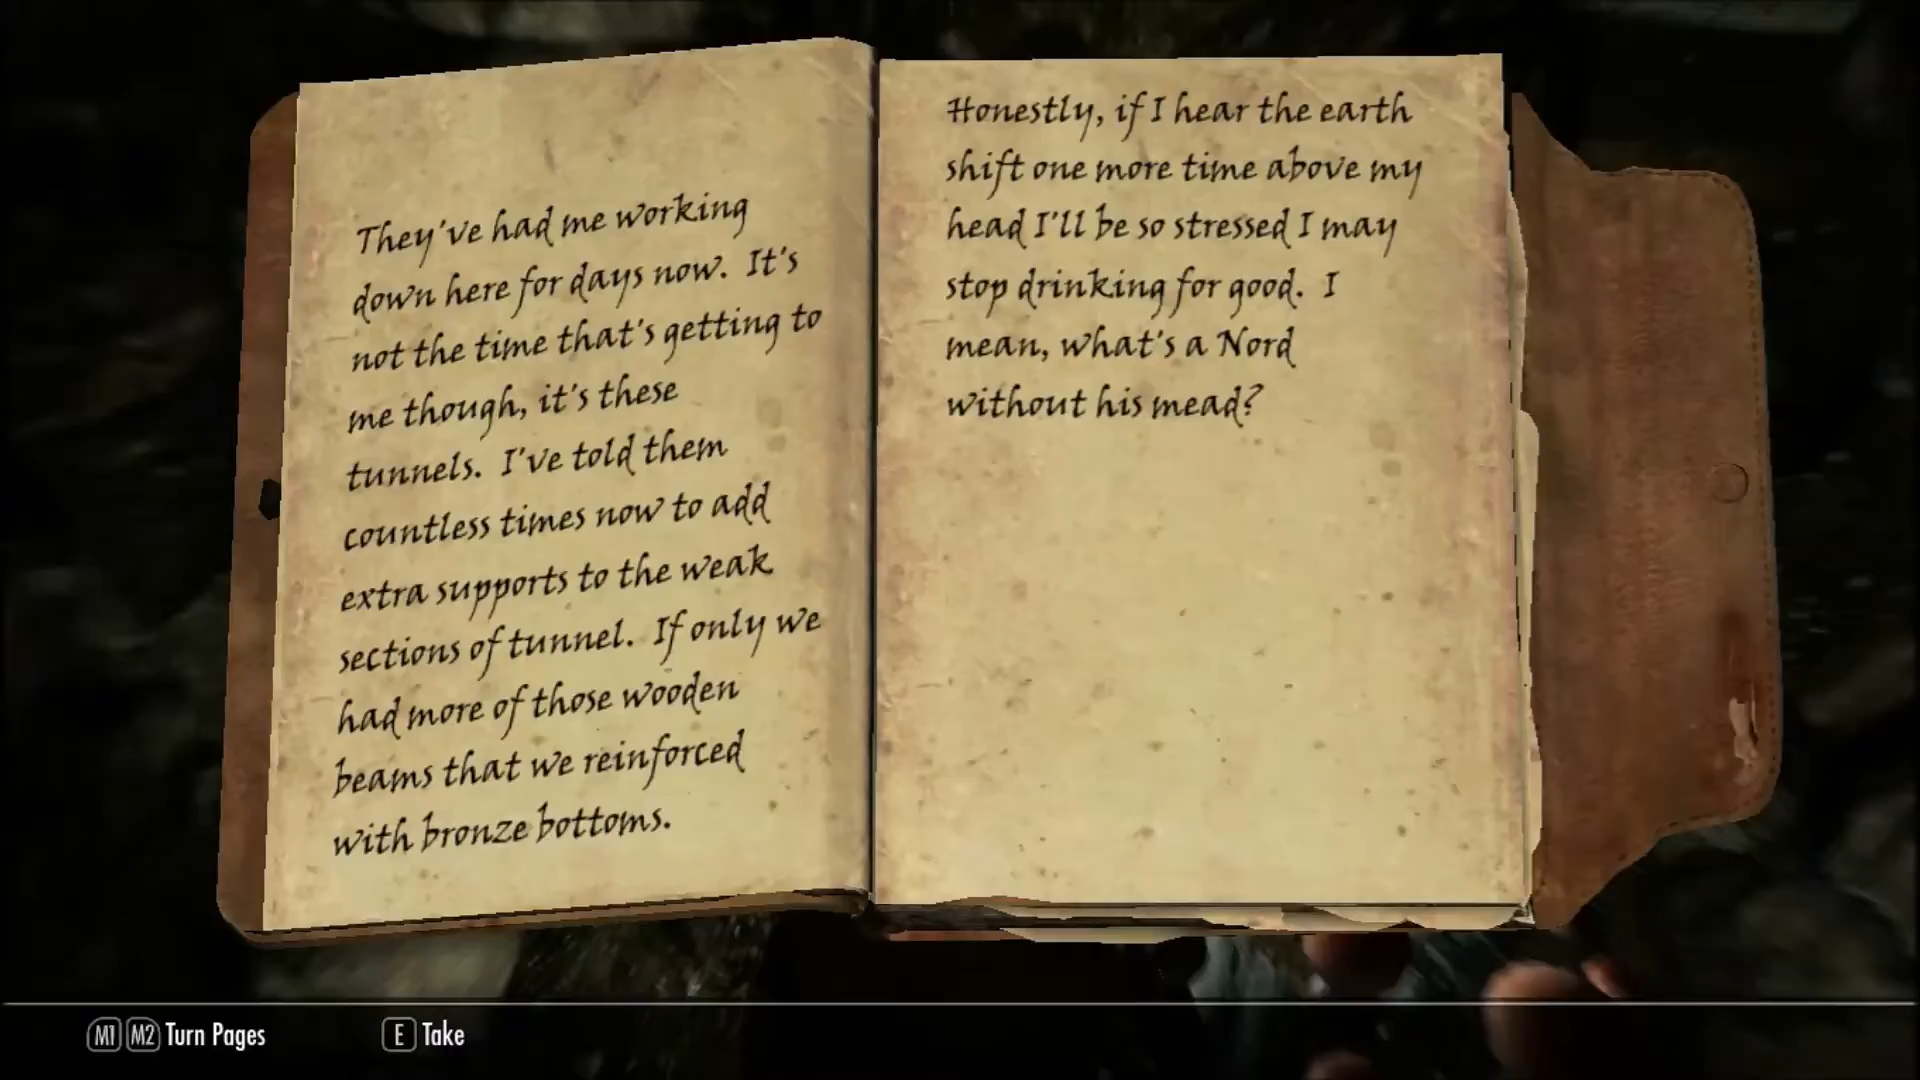 They've had me working
down here for days now.  It's
not the time that's getting to
me though, it's these
tunnels.  I've told them
countless times now to add
extra supports to the weak
sections of tunnel.  If only we
had more of those wooden
beams that we reinforced
with bronze bottoms.
Honestly, if I hear the earth
shift one more time above my
head I'll be so stressed I may
stop drinking for good.  I
mean, what's a Nord
without his mead?
M1 M2 Turn Pages
E Take